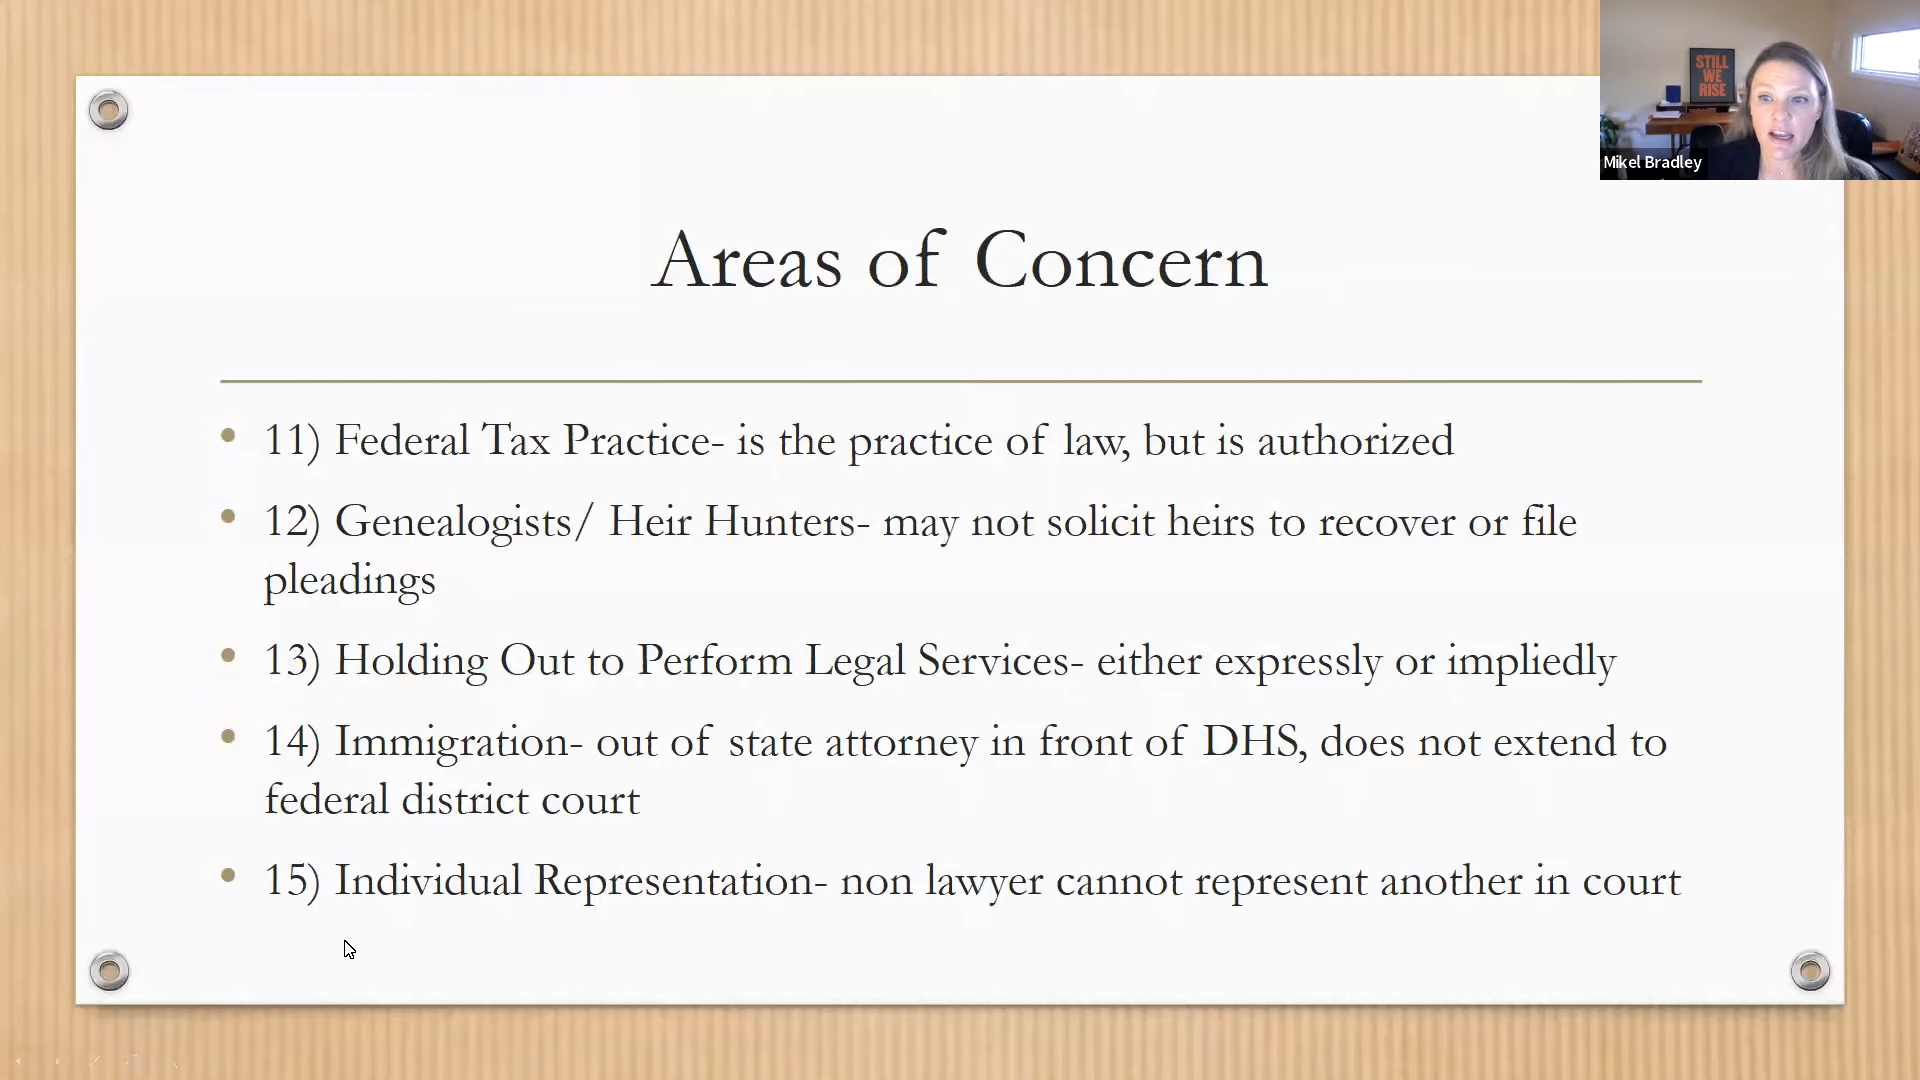 STILL
WE
RISE
Mikel Bradley
Areas of Concern
• 11) Federal Tax Practice- is the practice of law, but is authorized
• 12) Genealogists/ Heir Hunters- may not solicit heirs to recover or file
pleadings
• 13) Holding Out to Perform Legal Services- either expressly or impliedly
• 14) Immigration- out of state attorney in front of DHS, does not extend to
federal district court
• 15) Individual Representation- non lawyer cannot represent another in court